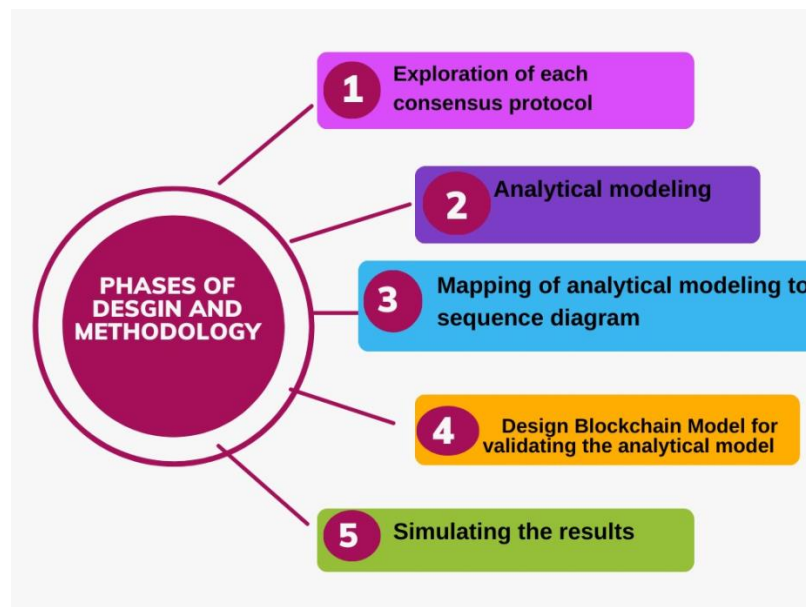 PHASES OF
DESGIN AND
METHODOLOGY
1
Exploration of each
consensus protocol
2
Analytical modeling
3
Mapping of analytical modeling to
sequence diagram
4
Design Blockchain Model for
validating the analytical model
5
Simulating the results